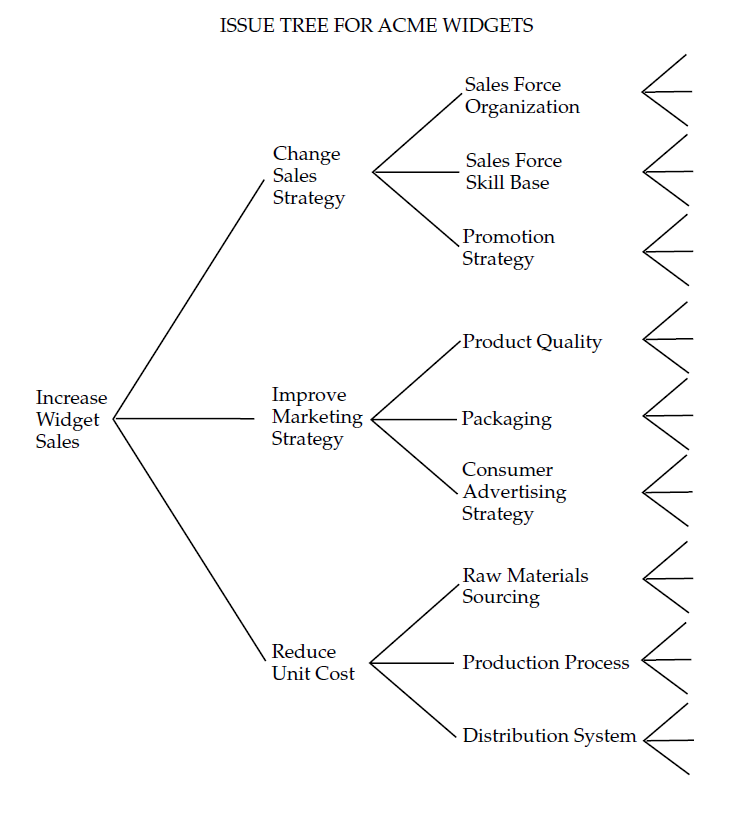 ISSUE TREE FOR ACME WIDGETS
Sales Force
Organization
Change
Sales
Strategy
Sales Force
Skill Base
Promotion
Strategy
Product Quality
Increase
Widget
Sales
Improve
Marketing
Strategy
Packaging
Consumer
Advertising
Strategy
Raw Materials
Sourcing
Reduce
Unit Cost
Production Process
Distribution System